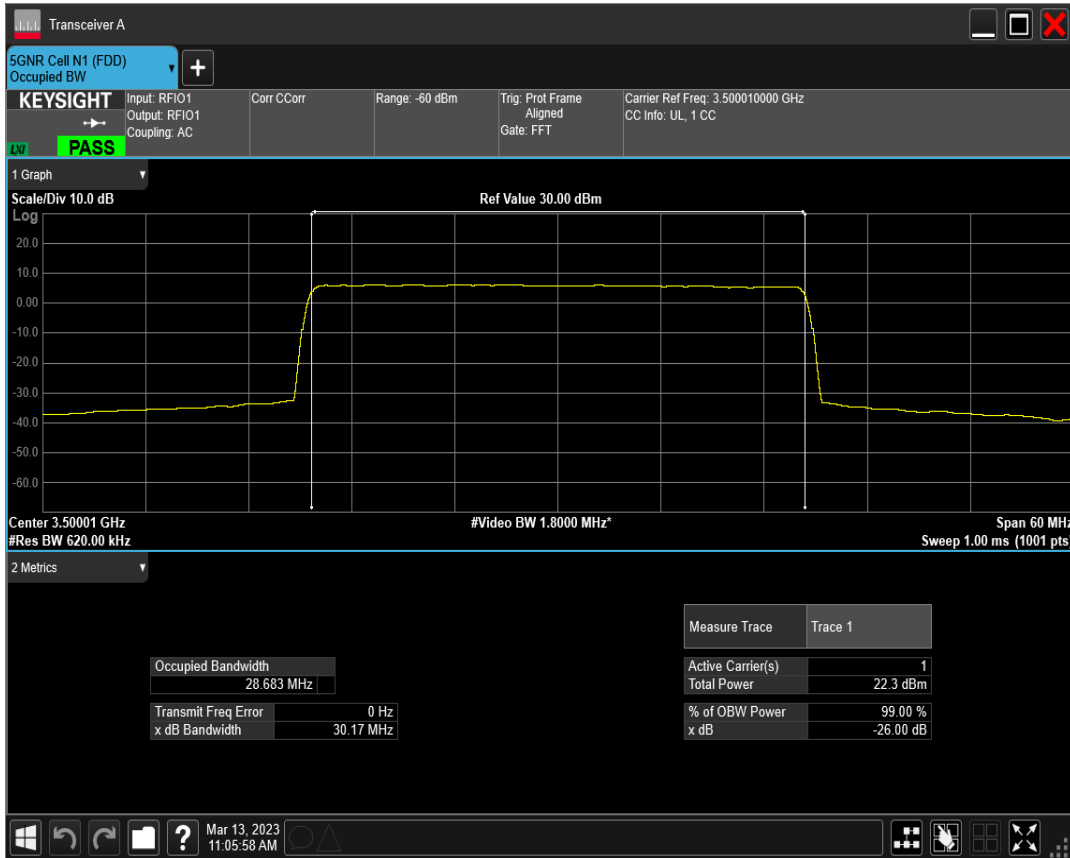 Transceiver A
5GNR Cell N1 (FDD)
Occupied BW
+
KEYSIGHT
LXI
PASS
Input: RFIO1
Output: RFIO1
Coupling: AC
Corr CCorr
Range: -60 dBm
Trig: Prot Frame
Aligned
Gate: FFT
Carrier Ref Freq: 3.500010000 GHz
CC Info: UL, 1 CC
1 Graph
Scale/Div 10.0 dB
Ref Value 30.00 dBm
Log
20.0
10.0
0.00
-10.0
-20.0
-30.0
-40.0
-50.0
-60.0
Center 3.50001 GHz
#Video BW 1.8000 MHz*
Span 60 MHz
#Res BW 620.00 kHz
Sweep 1.00 ms (1001 pts)
2 Metrics
Measure Trace Trace 1
Occupied Bandwidth
28.683 MHz
Active Carrier(s) 1
Total Power 22.3 dBm
Transmit Freq Error 0 Hz
x dB Bandwidth 30.17 MHz
% of OBW Power 99.00 %
x dB -26.00 dB
?
Mar 13, 2023
11:05:58 AM